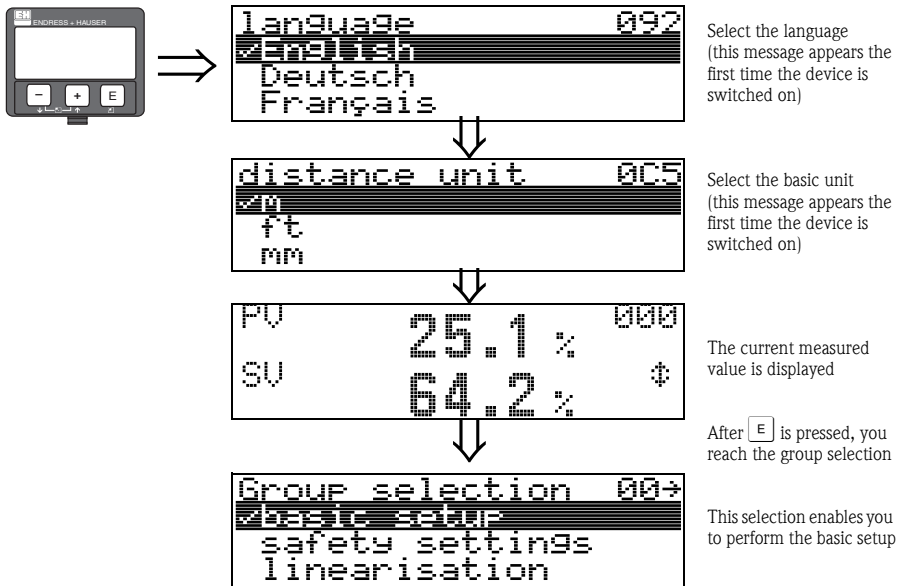 EH
ENDRESS + HAUSER
- + E
language 092
✓English
Deutsch
Français
Select the language
(this message appears the
first time the device is
switched on)
distance unit 0C5
✓m
ft
mm
Select the basic unit
(this message appears the
first time the device is
switched on)
PV 25.1 % 000
SV 64.2 %
The current measured
value is displayed
After E is pressed, you
reach the group selection
Group selection 00→
✓basic setup
safety settings
linearisation
This selection enables you
to perform the basic setup